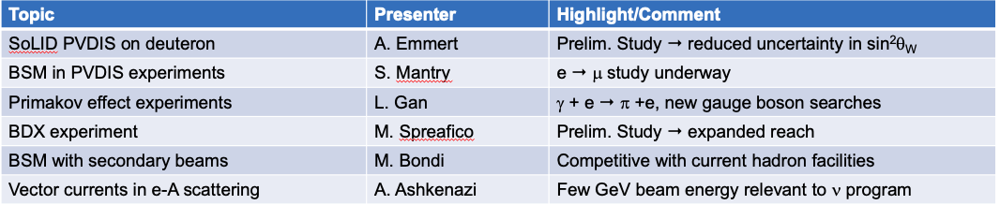 Topic Presenter Highlight/Comment
SoLID PVDIS on deuteron A. Emmert Prelim. Study → reduced uncertainty in sin²θW
BSM in PVDIS experiments S. Mantry e → μ study underway
Primakov effect experiments L. Gan γ + e → π +e, new gauge boson searches
BDX experiment M. Spreafico Prelim. Study → expanded reach
BSM with secondary beams M. Bondi Competitive with current hadron facilities
Vector currents in e-A scattering A. Ashkenazi Few GeV beam energy relevant to ν program